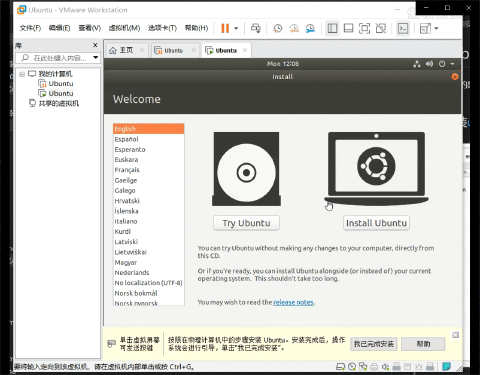 Ubuntu - VMware Workstation
文件(F) 编辑(E) 查看(V) 虚拟机(M) 选项卡(T) 帮助(H)
库
在此处键入内容...
我的计算机
Ubuntu
Ubuntu
共享的虚拟机
主页
Ubuntu
Ubuntu
Mon 12:08
Install
Welcome
English
Español
Esperanto
Euskara
Français
Gaeilge
Galego
Hrvatski
Íslenska
Italiano
Kurdî
Latviski
Lietuviškai
Magyar
Nederlands
No localization (UTF-8)
Norsk bokmål
Norsk nynorsk
Try Ubuntu
Install Ubuntu
You can try Ubuntu without making any changes to your computer, directly from
this CD.
Or if you're ready, you can install Ubuntu alongside (or instead of) your current
operating system. This shouldn't take too long.
You may wish to read the release notes.
单击虚拟屏幕
可发送按键
按照在物理计算机中的步骤安装 Ubuntu。安装完成后，操作
系统会进行引导，单击“我已完成安装”。
我已完成安装
帮助
要将输入定向到该虚拟机，请在虚拟机内部单击或按 Ctrl+G。